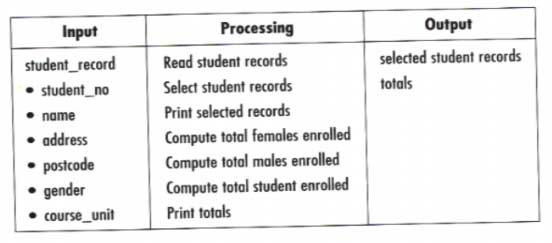 Input Processing Output
student_record Read student records selected student records
• student_no Select student records totals
• name Print selected records
• address Compute total females enrolled
• postcode Compute total males enrolled
• gender Compute total student enrolled
• course_unit Print totals